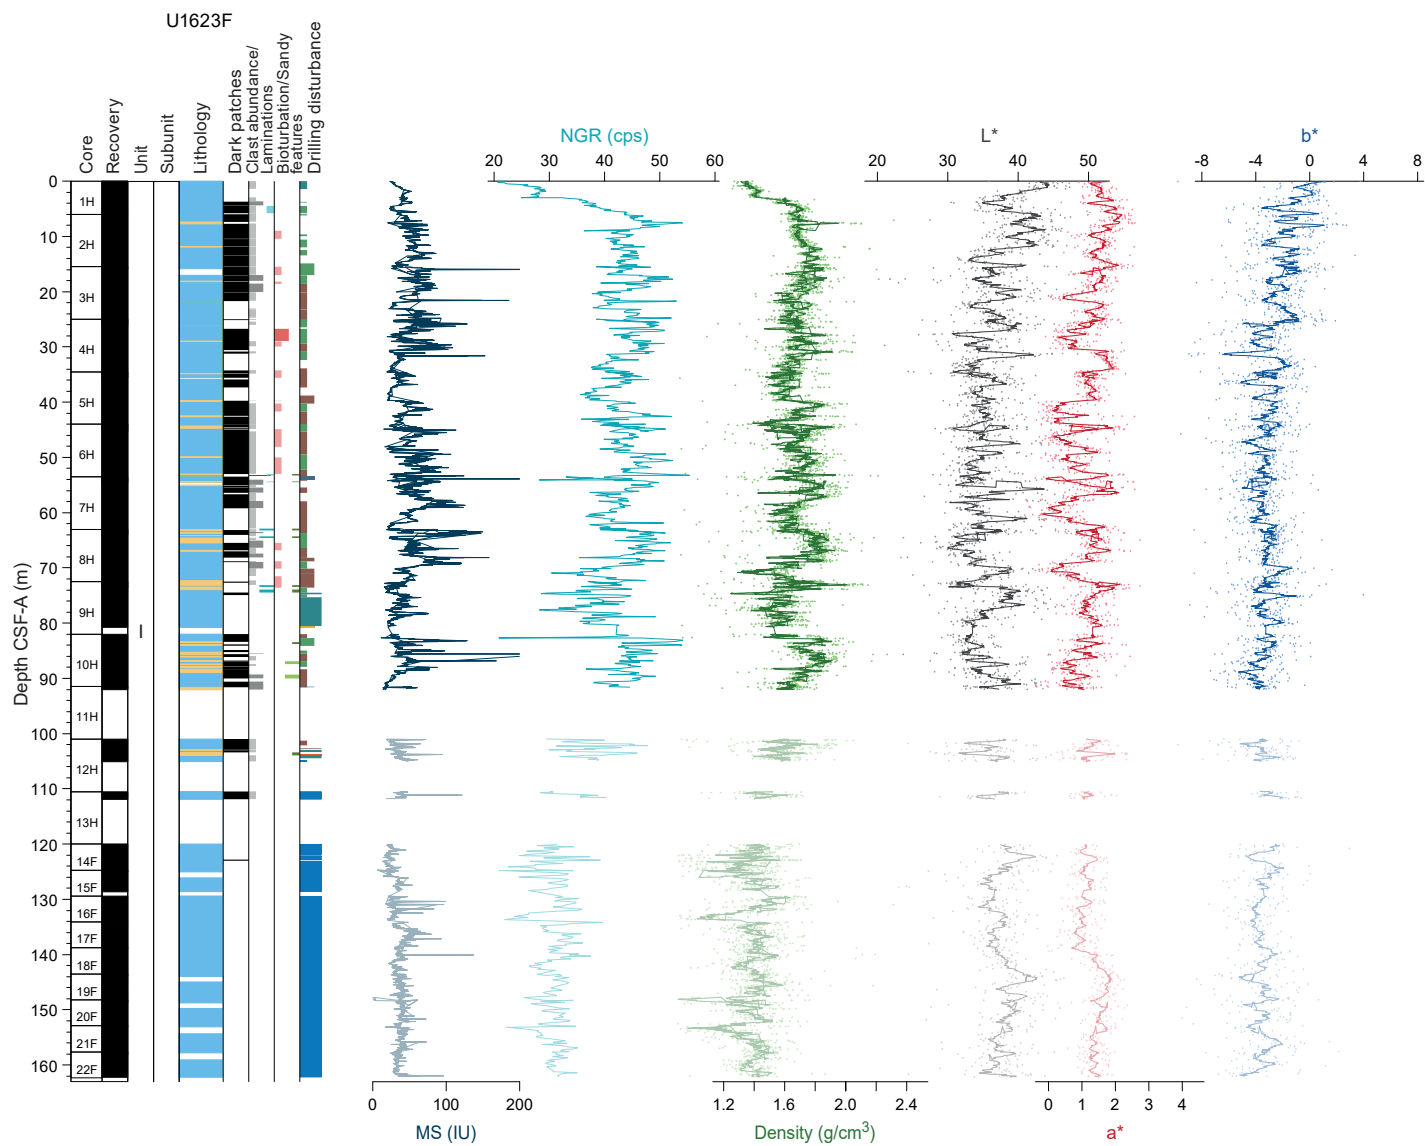 U1623F
Core
Recovery
Unit
Subunit
Lithology
Dark patches
Clast abundance/
Laminations
Bioturbation/Sandy
features
Drilling disturbance
NGR (cps)
L*
b*
20 30 40 50 60
20 30 40 50
-8 -4 0 4 8
Depth CSF-A (m)
0
10
20
30
40
50
60
70
80
90
100
110
120
130
140
150
160
1H
2H
3H
4H
5H
6H
7H
8H
9H
10H
11H
12H
13H
14F
15F
16F
17F
18F
19F
20F
21F
22F
I
0 100 200
MS (IU)
1.2 1.6 2.0 2.4
Density (g/cm³)
0 1 2 3 4
a*